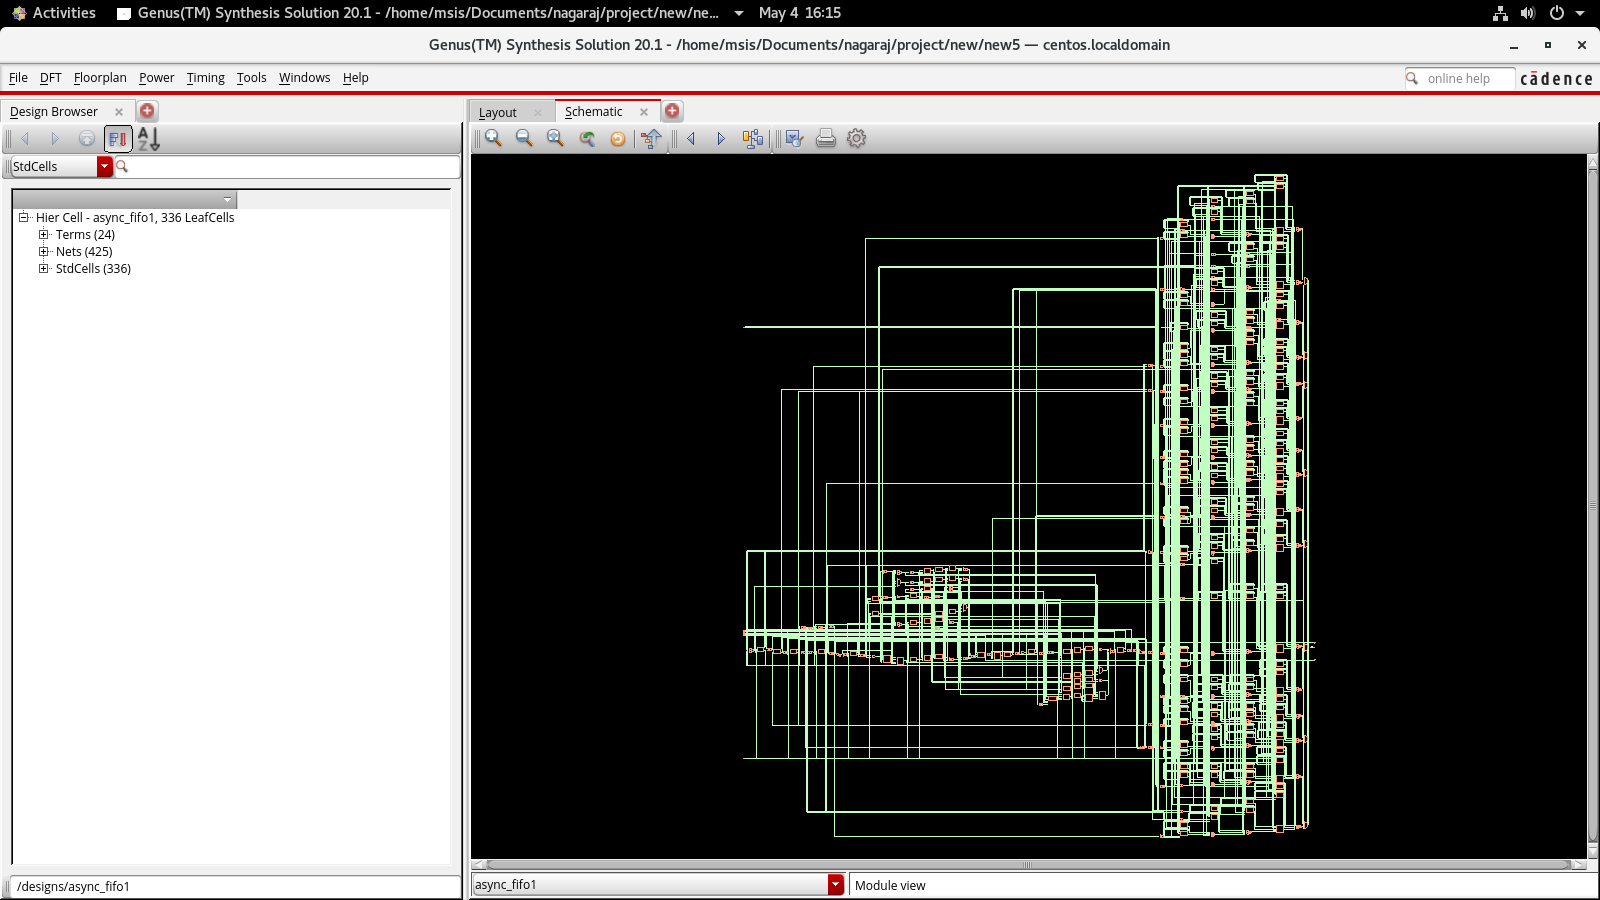 Activities
Genus(TM) Synthesis Solution 20.1 - /home/msis/Documents/nagaraj/project/new/ne...
May 4 16:15
Genus(TM) Synthesis Solution 20.1 - /home/msis/Documents/nagaraj/project/new/new5 — centos.localdomain
File DFT Floorplan Power Timing Tools Windows Help
online help
cādence
Design Browser
Layout
Schematic
A
Z
StdCells
Hier Cell - async_fifo1, 336 LeafCells
Terms (24)
Nets (425)
StdCells (336)
/designs/async_fifo1
async_fifo1
Module view